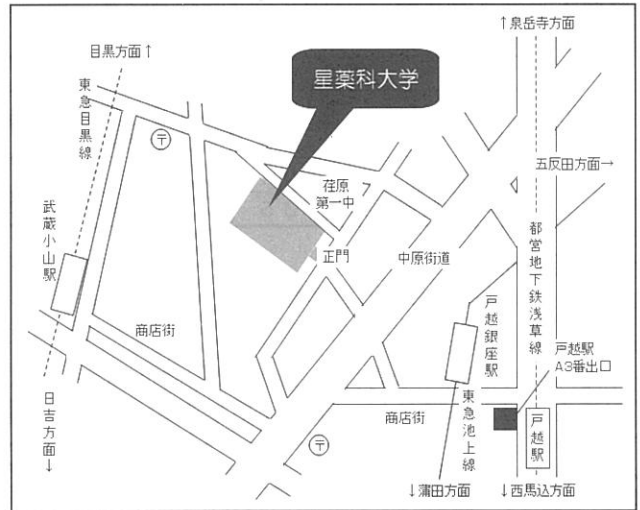 ↑泉岳寺方面
目黒方面↑
星薬科大学
東急目黒線
〒
五反田方面→
荏原
第一中
武蔵小山駅
都営地下鉄浅草線
正門
中原街道
戸越銀座駅
商店街
戸越駅
A3番出口
日吉方面↓
東急池上線
商店街
戸越駅
〒
↓蒲田方面
↓西馬込方面